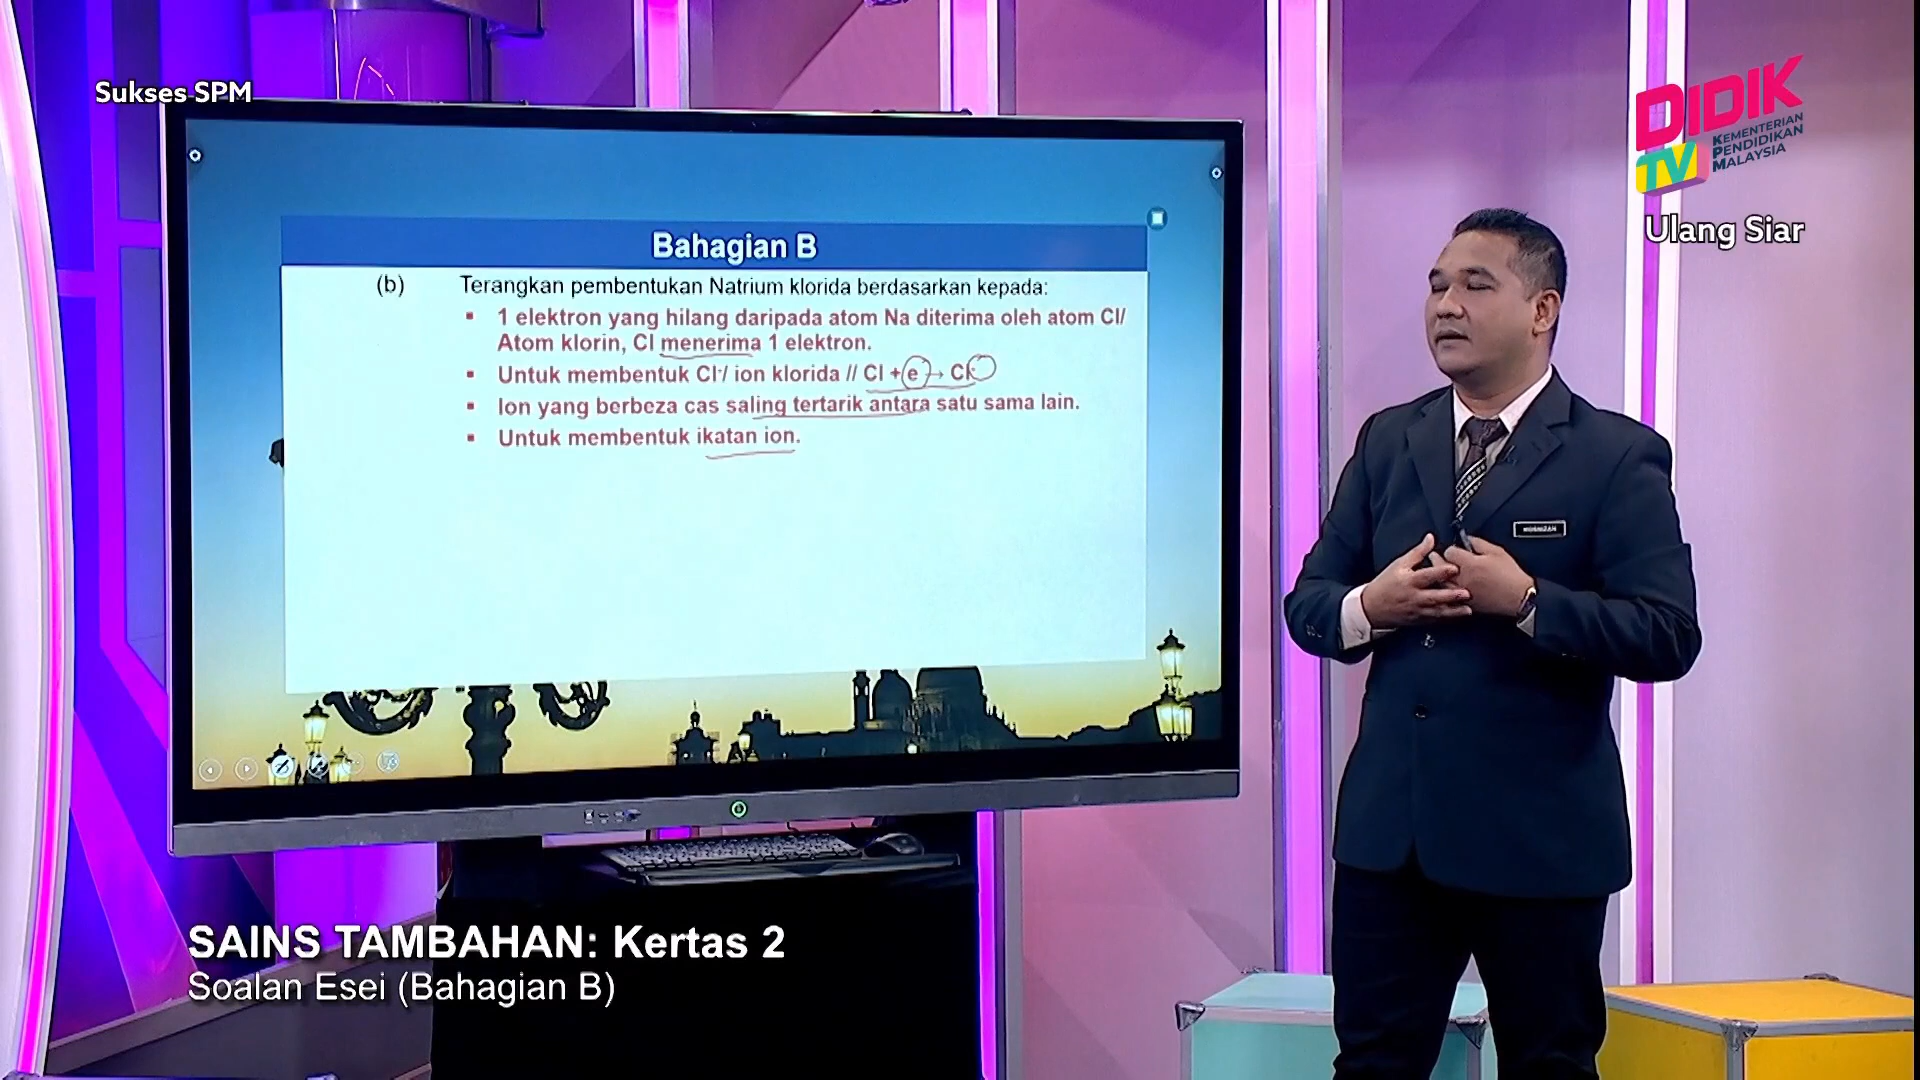 Sukses SPM
DIDIK
TV
KEMENTERIAN
PENDIDIKAN
MALAYSIA
Ulang Siar
Bahagian B
(b) Terangkan pembentukan Natrium klorida berdasarkan kepada:
▪ 1 elektron yang hilang daripada atom Na diterima oleh atom Cl/
Atom klorin, Cl menerima 1 elektron.
▪ Untuk membentuk Cl⁻/ ion klorida // Cl + e → Cl⁻
▪ Ion yang berbeza cas saling tertarik antara satu sama lain.
▪ Untuk membentuk ikatan ion.
SAINS TAMBAHAN: Kertas 2
Soalan Esei (Bahagian B)